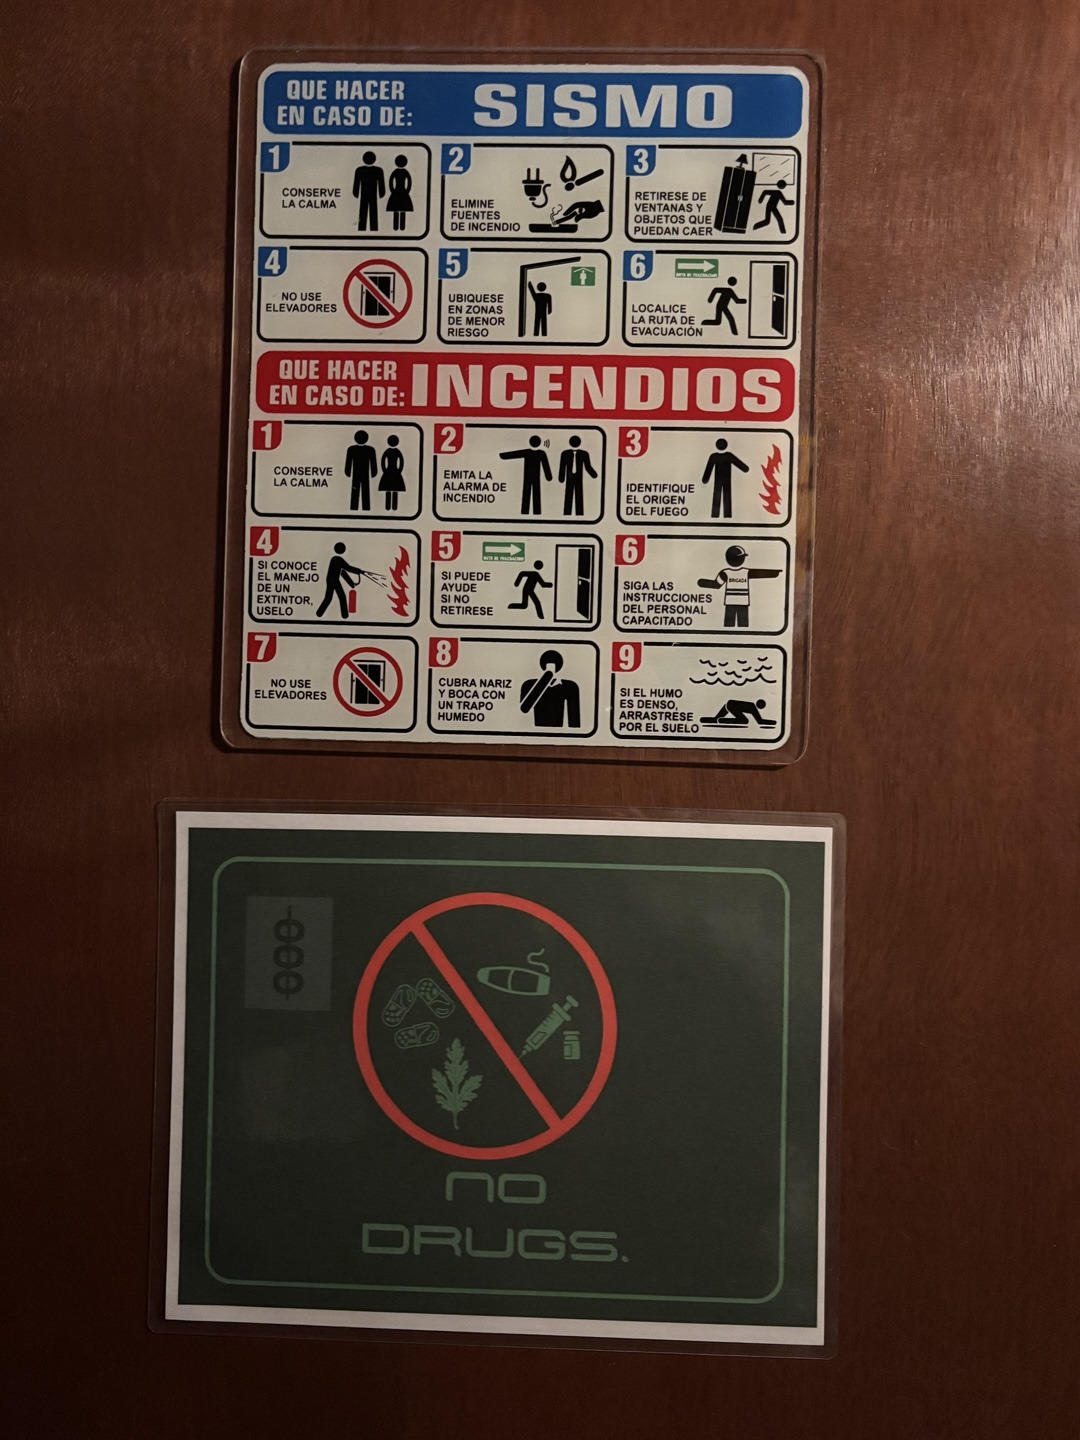 QUE HACER
EN CASO DE:
SISMO
1
CONSERVE
LA CALMA
2
ELIMINE
FUENTES
DE INCENDIO
3
RETIRESE DE
VENTANAS Y
OBJETOS QUE
PUEDAN CAER
4
NO USE
ELEVADORES
5
UBIQUESE
EN ZONAS
DE MENOR
RIESGO
6
LOCALICE
LA RUTA DE
EVACUACIÓN
QUE HACER
EN CASO DE:
INCENDIOS
1
CONSERVE
LA CALMA
2
EMITA LA
ALARMA DE
INCENDIO
3
IDENTIFIQUE
EL ORIGEN
DEL FUEGO
4
SI CONOCE
EL MANEJO
DE UN
EXTINTOR,
USELO
5
SI PUEDE
AYUDE
SI NO
RETIRESE
6
BRIGADA
SIGA LAS
INSTRUCCIONES
DEL PERSONAL
CAPACITADO
7
NO USE
ELEVADORES
8
CUBRA NARIZ
Y BOCA CON
UN TRAPO
HUMEDO
9
SI EL HUMO
ES DENSO,
ARRASTRESE
POR EL SUELO
NO
DRUGS.